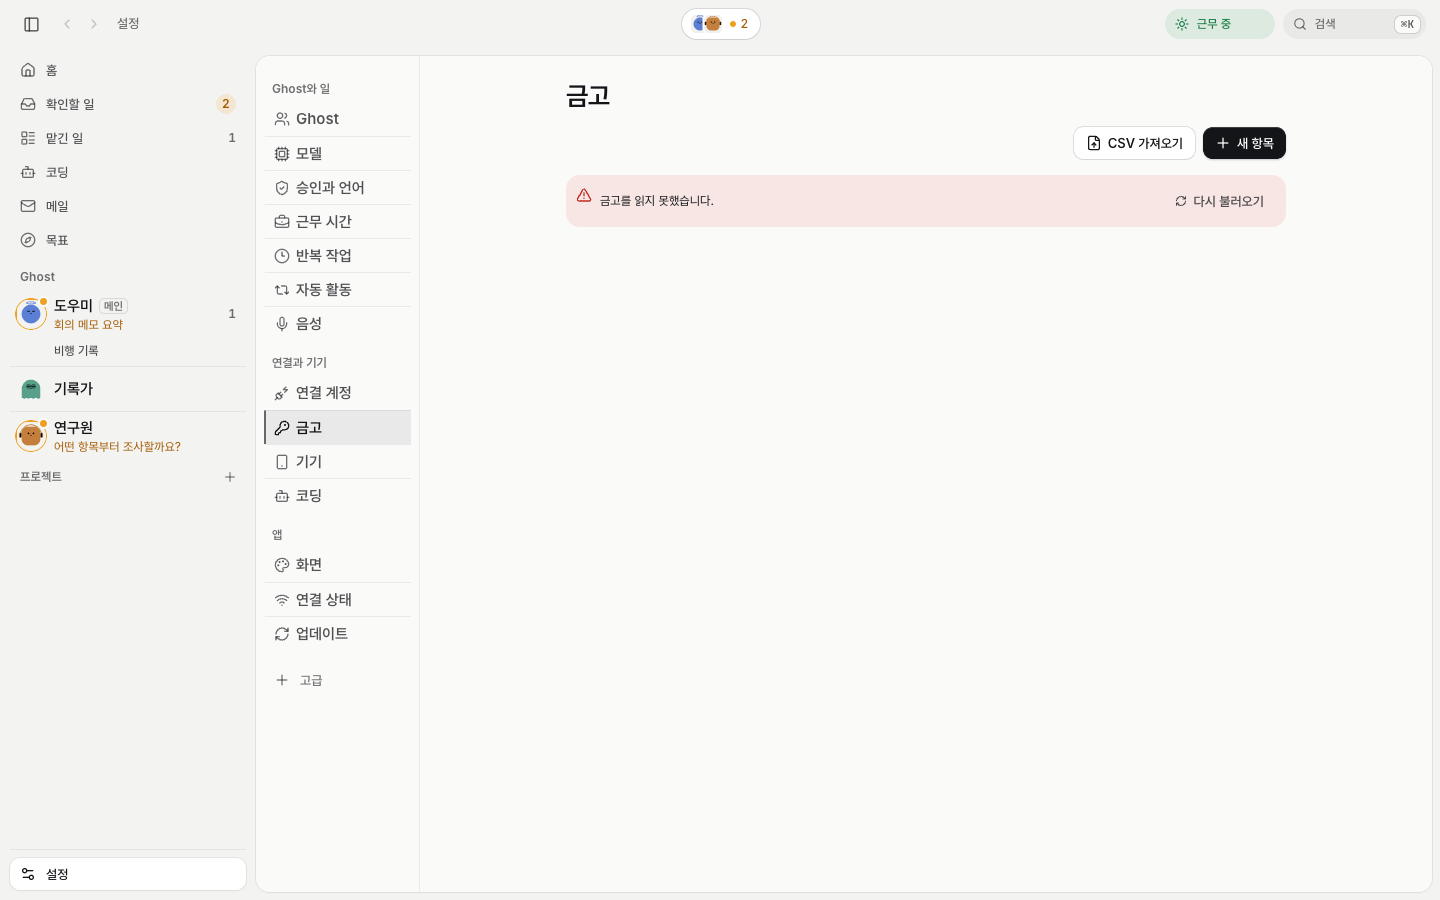 설정
2
근무 중
검색
⌘K
홈
확인할 일
2
맡긴 일
1
코딩
메일
목표
Ghost
도우미
메인
회의 메모 요약
1
비행 기록
기록가
연구원
어떤 항목부터 조사할까요?
프로젝트
설정
Ghost와 일
Ghost
모델
승인과 언어
근무 시간
반복 작업
자동 활동
음성
연결과 기기
연결 계정
금고
기기
코딩
앱
화면
연결 상태
업데이트
고급
금고
CSV 가져오기
새 항목
금고를 읽지 못했습니다.
다시 불러오기